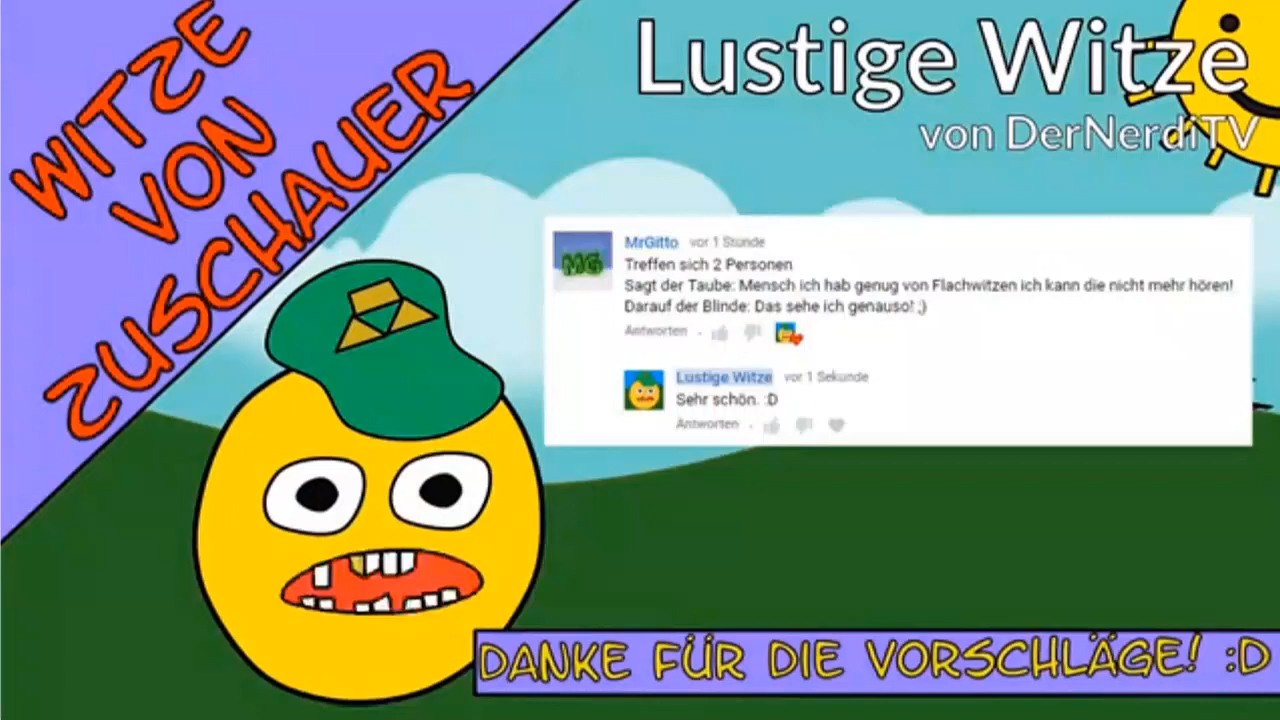 WITZE
VON
ZUSCHAUER
Lustige Witze
von DerNerdiTV
MG
MrGitto vor 1 Stunde
Treffen sich 2 Personen
Sagt der Taube: Mensch ich hab genug von Flachwitzen ich kann die nicht mehr hören!
Darauf der Blinde: Das sehe ich genauso! ;)
Antworten
Lustige Witze vor 1 Sekunde
Sehr schön. :D
Antworten
DANKE FÜR DIE VORSCHLÄGE! :D